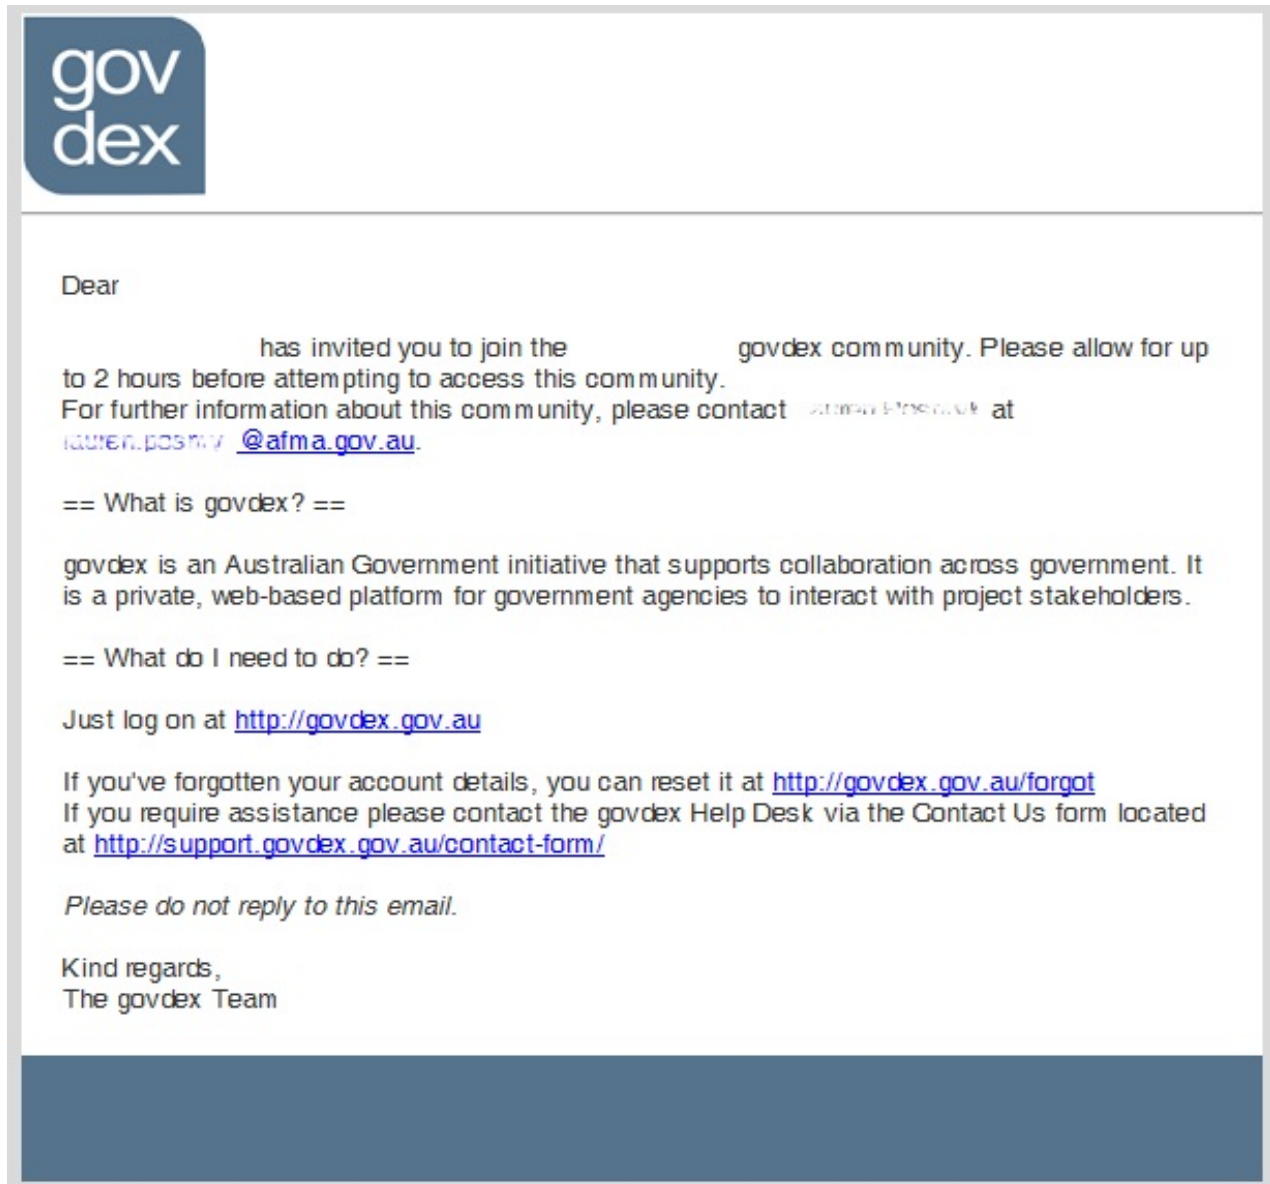 gov
dex
Dear
has invited you to join the govdex community. Please allow for up
to 2 hours before attempting to access this community.
For further information about this community, please contact at
@afma.gov.au.
== What is govdex? ==
govdex is an Australian Government initiative that supports collaboration across government. It
is a private, web-based platform for government agencies to interact with project stakeholders.
== What do I need to do? ==
Just log on at http://govdex.gov.au
If you've forgotten your account details, you can reset it at http://govdex.gov.au/forgot
If you require assistance please contact the govdex Help Desk via the Contact Us form located
at http://support.govdex.gov.au/contact-form/
Please do not reply to this email.
Kind regards,
The govdex Team